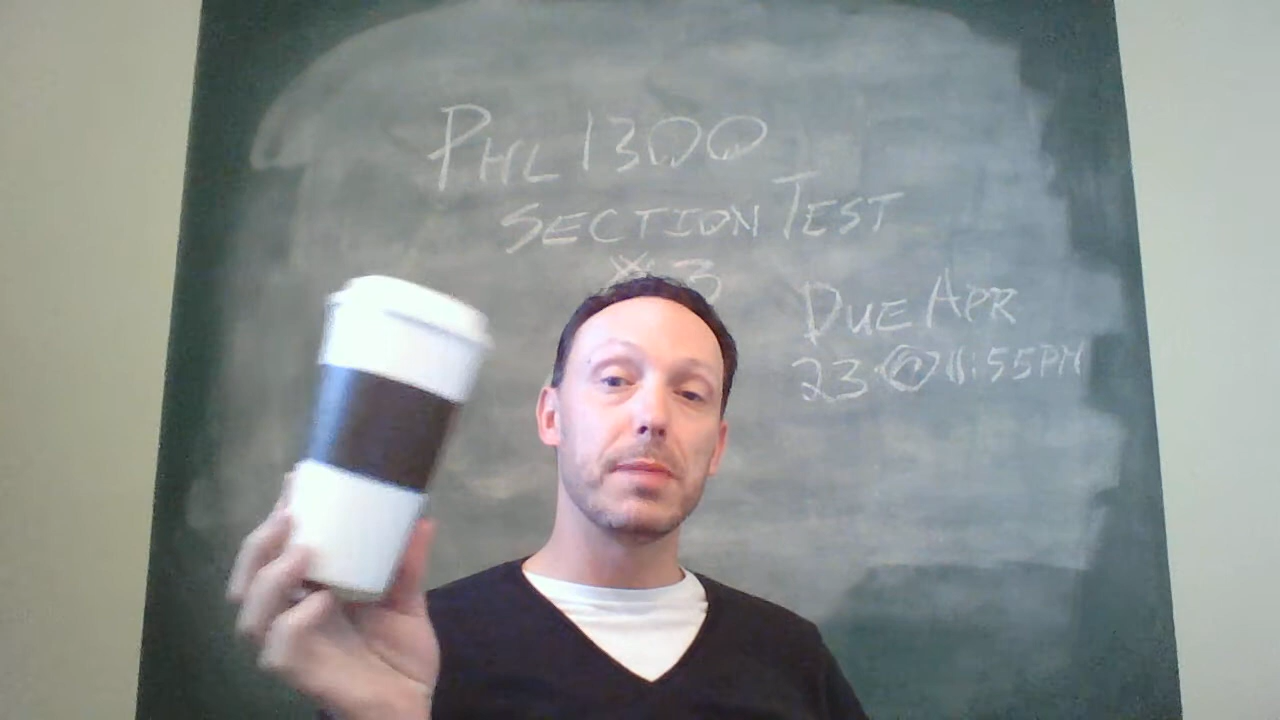 PHL 1300
SECTION TEST
# 3
DUE APR
23 @ 11:55PM